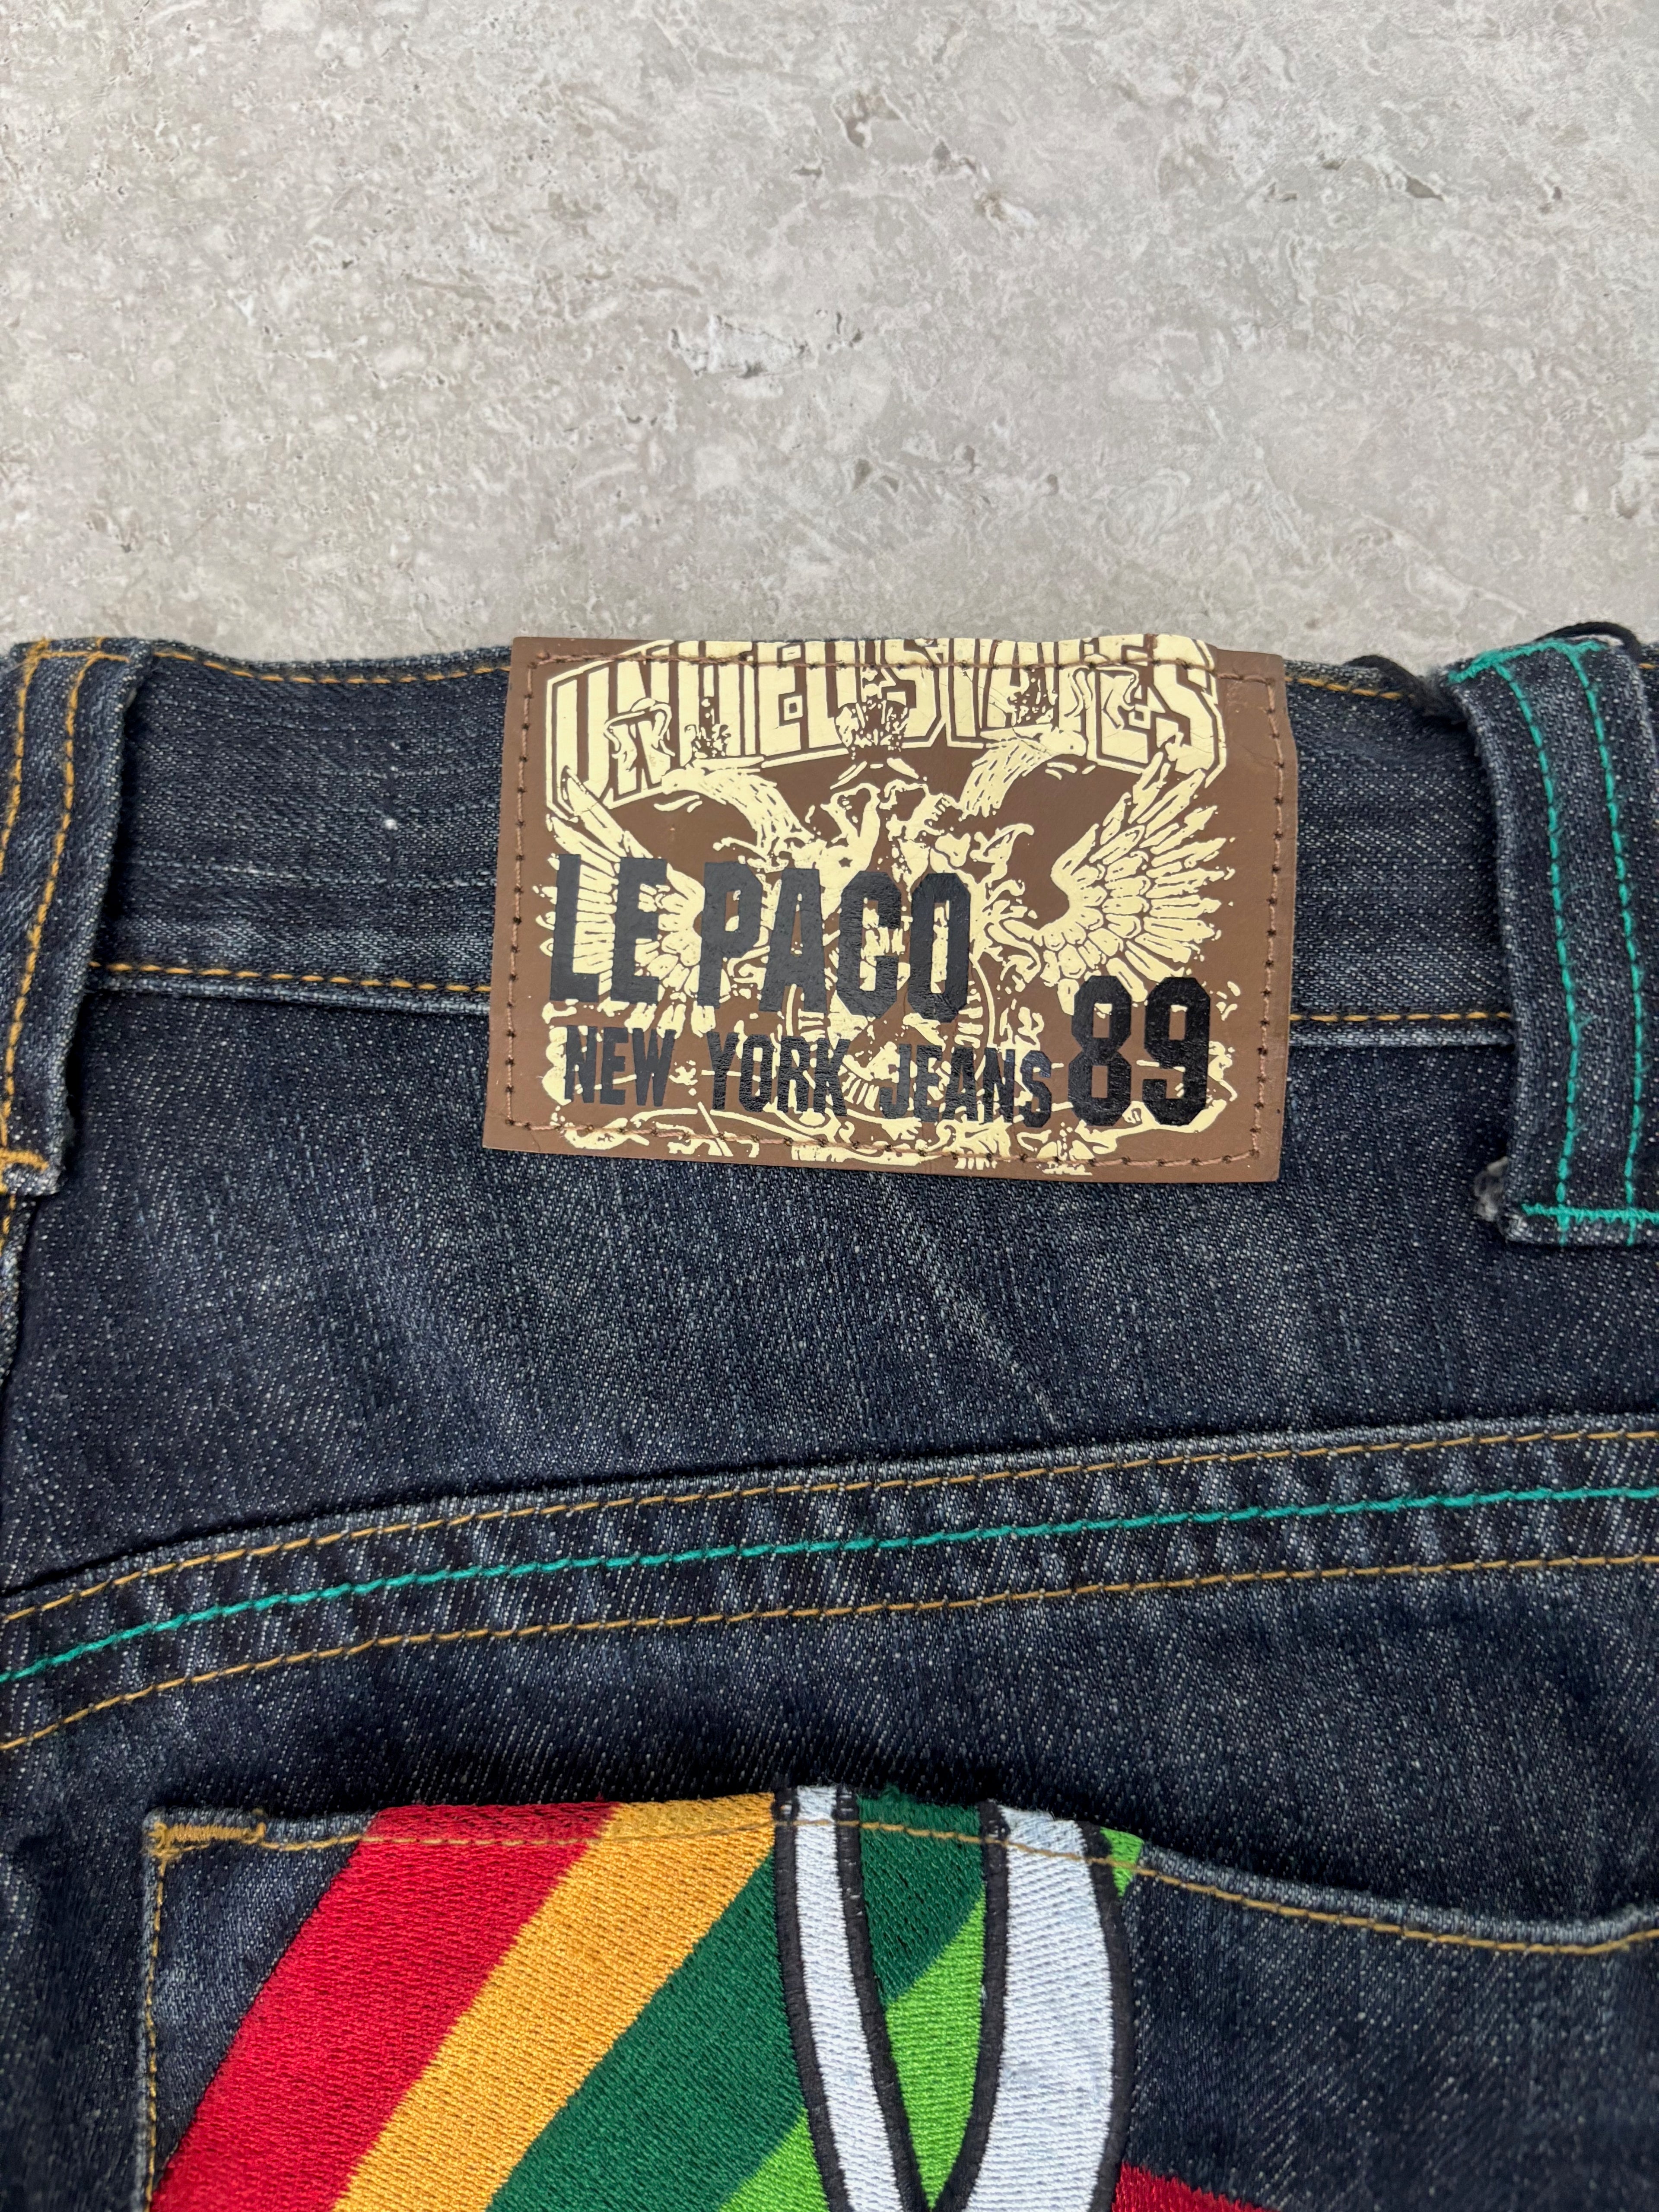 UNITED STATES
LE PACO
NEW YORK JEANS 89